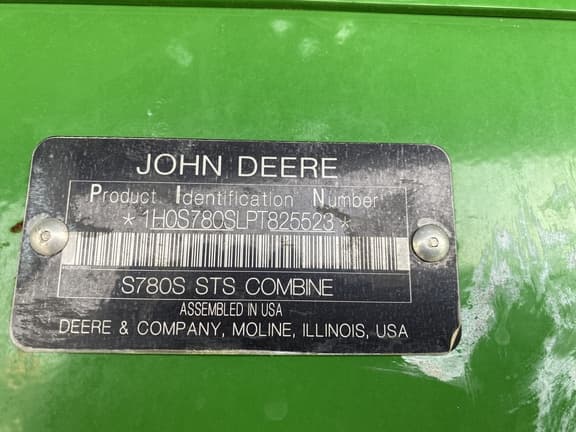 JOHN DEERE
Product Identification Number
*1H0S780SLPT825523*
S780S STS COMBINE
ASSEMBLED IN USA
DEERE & COMPANY, MOLINE, ILLINOIS, USA